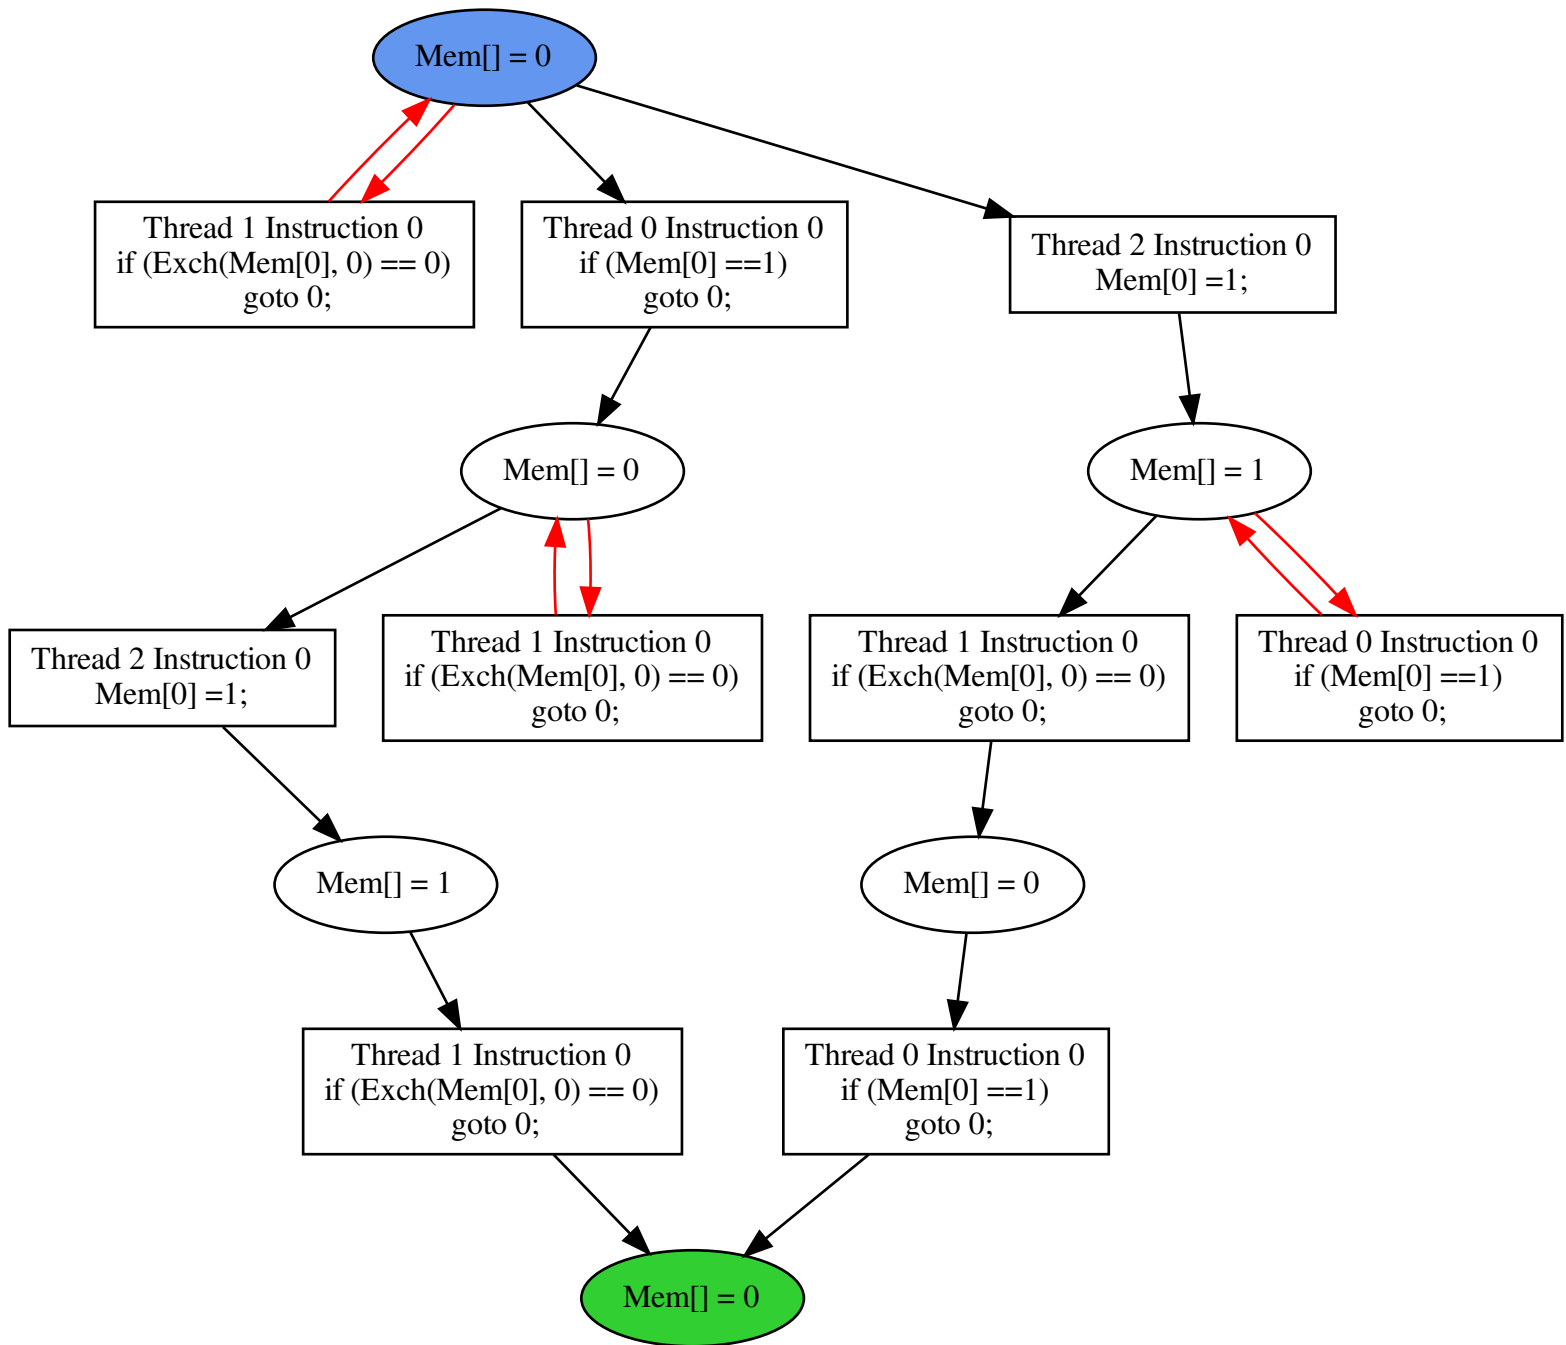 Mem[] = 0
Thread 1 Instruction 0
if (Exch(Mem[0], 0) == 0)
goto 0;
Thread 0 Instruction 0
if (Mem[0] ==1)
goto 0;
Thread 2 Instruction 0
Mem[0] =1;
Mem[] = 0
Mem[] = 1
Thread 2 Instruction 0
Mem[0] =1;
Thread 1 Instruction 0
if (Exch(Mem[0], 0) == 0)
goto 0;
Thread 1 Instruction 0
if (Exch(Mem[0], 0) == 0)
goto 0;
Thread 0 Instruction 0
if (Mem[0] ==1)
goto 0;
Mem[] = 1
Mem[] = 0
Thread 1 Instruction 0
if (Exch(Mem[0], 0) == 0)
goto 0;
Thread 0 Instruction 0
if (Mem[0] ==1)
goto 0;
Mem[] = 0